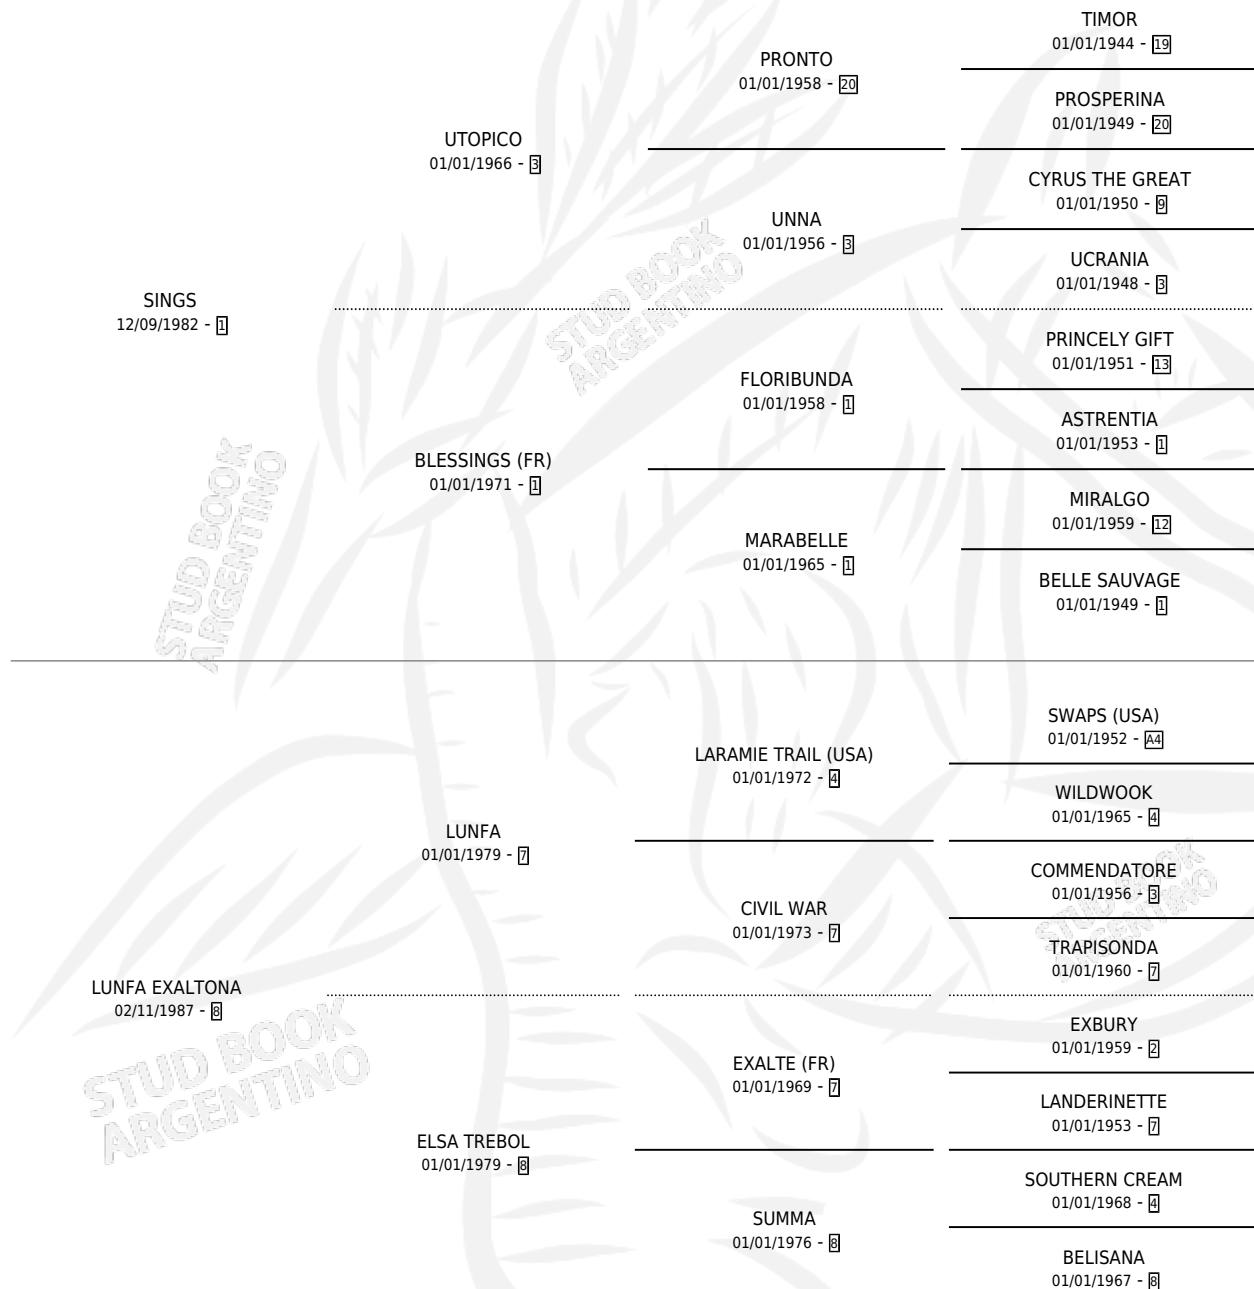 TIMOR
01/01/1944 - 19
PRONTO
01/01/1958 - 20
PROSPERINA
01/01/1949 - 20
UTOPICO
01/01/1966 - 3
CYRUS THE GREAT
01/01/1950 - 9
UNNA
01/01/1956 - 3
UCRANIA
01/01/1948 - 3
STUD BOOK
ARGENTINO
SINGS
12/09/1982 - 1
PRINCELY GIFT
01/01/1951 - 13
FLORIBUNDA
01/01/1958 - 1
ASTRENTIA
01/01/1953 - 1
BLESSINGS (FR)
01/01/1971 - 1
MIRALGO
01/01/1959 - 12
MARABELLE
01/01/1965 - 1
BELLE SAUVAGE
01/01/1949 - 1
STUD BOOK
ARGENTINO
SWAPS (USA)
01/01/1952 - A4
LARAMIE TRAIL (USA)
01/01/1972 - 4
WILDWOOK
01/01/1965 - 4
LUNFA
01/01/1979 - 7
COMMENDATORE
01/01/1956 - 3
CIVIL WAR
01/01/1973 - 7
TRAPISONDA
01/01/1960 - 7
STUD BOOK
ARGENTINO
LUNFA EXALTONA
02/11/1987 - 8
EXBURY
01/01/1959 - 2
EXALTE (FR)
01/01/1969 - 7
LANDERINETTE
01/01/1953 - 7
STUD BOOK
ARGENTINO
ELSA TREBOL
01/01/1979 - 8
SOUTHERN CREAM
01/01/1968 - 4
SUMMA
01/01/1976 - 8
BELISANA
01/01/1967 - 8